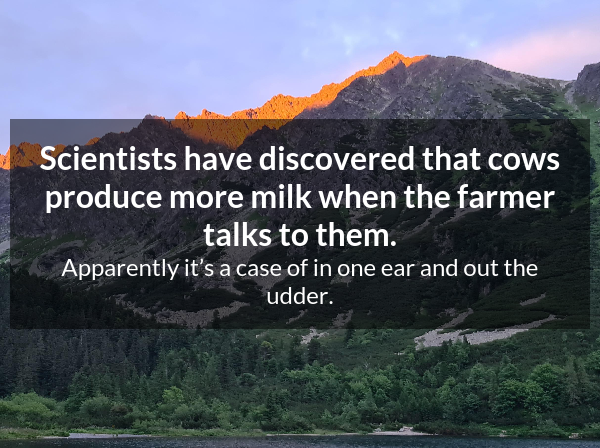 Scientists have discovered that cows
produce more milk when the farmer
talks to them.
Apparently it’s a case of in one ear and out the
udder.